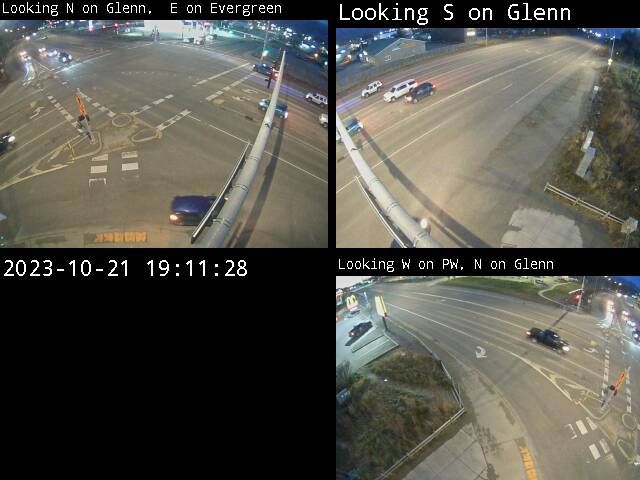 Looking N on Glenn, E on Evergreen
Looking S on Glenn
2023-10-21 19:11:28
Looking W on PW, N on Glenn